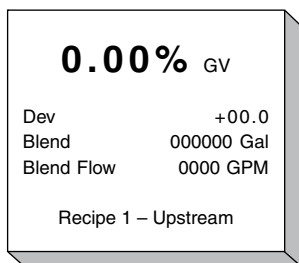 0.00% GV
Dev +00.0
Blend 000000 Gal
Blend Flow 0000 GPM
Recipe 1 – Upstream